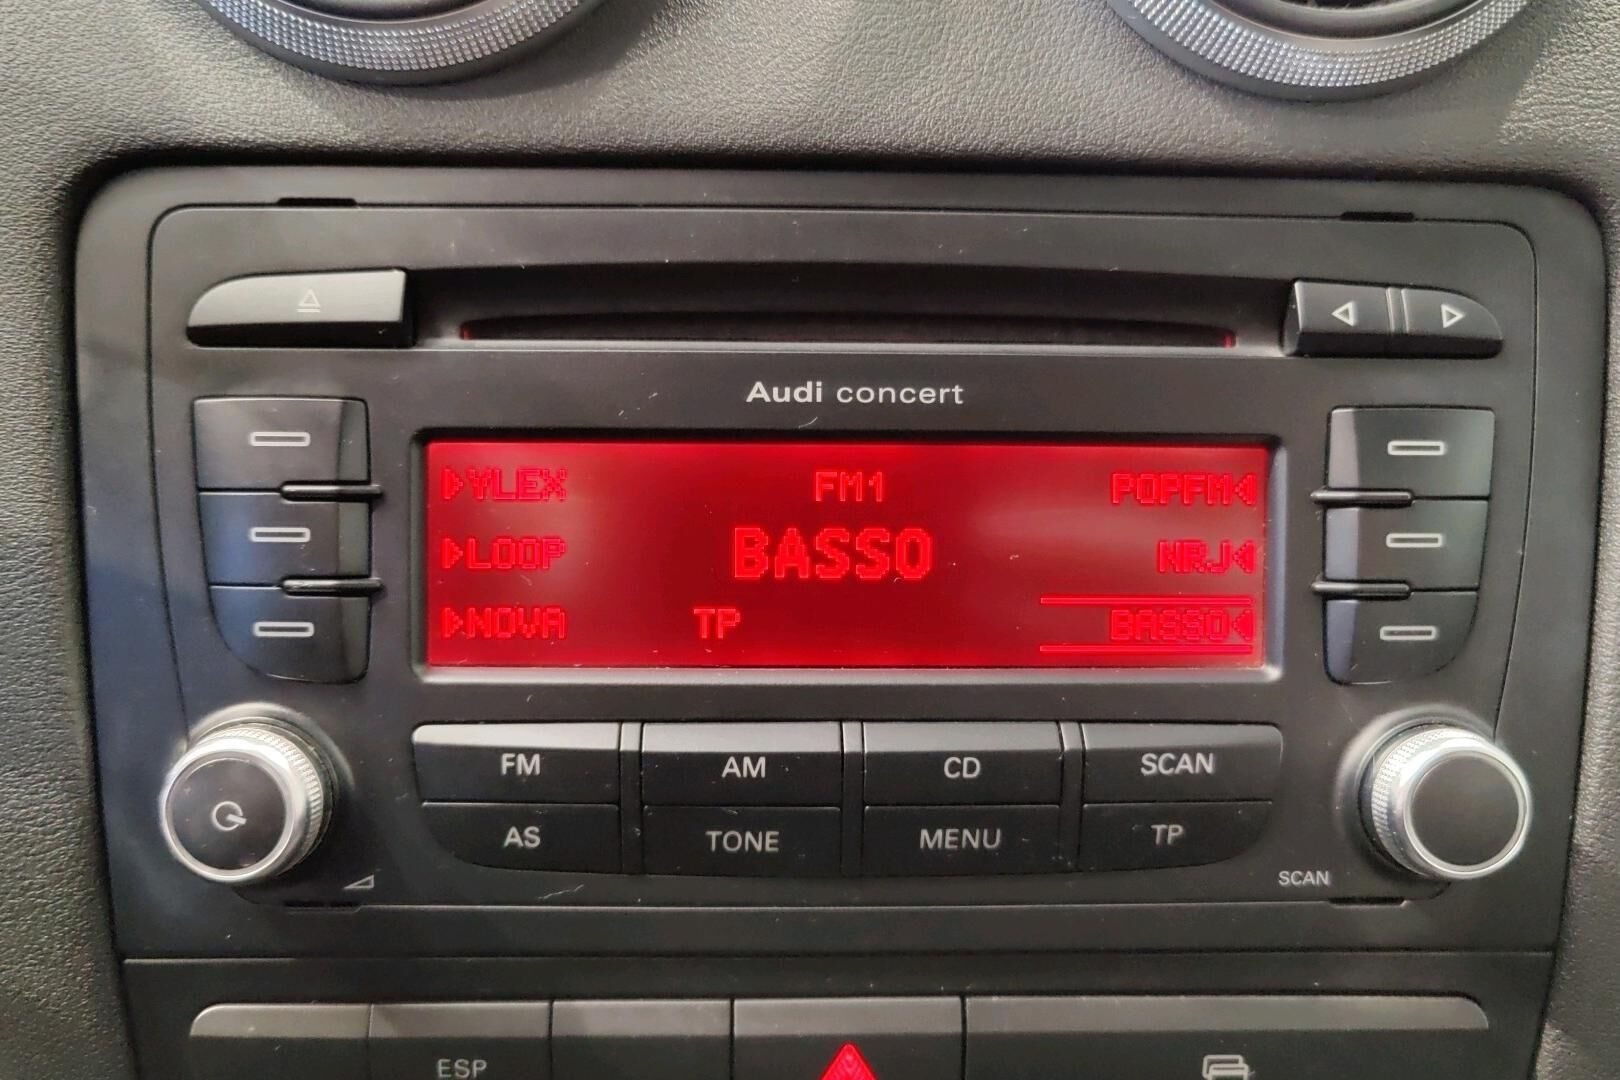 Audi concert
YLEX FM1 POPFM
LOOP BASSO NRJ
NOVA TP BASSO
FM AM CD SCAN
AS TONE MENU TP
SCAN
ESP